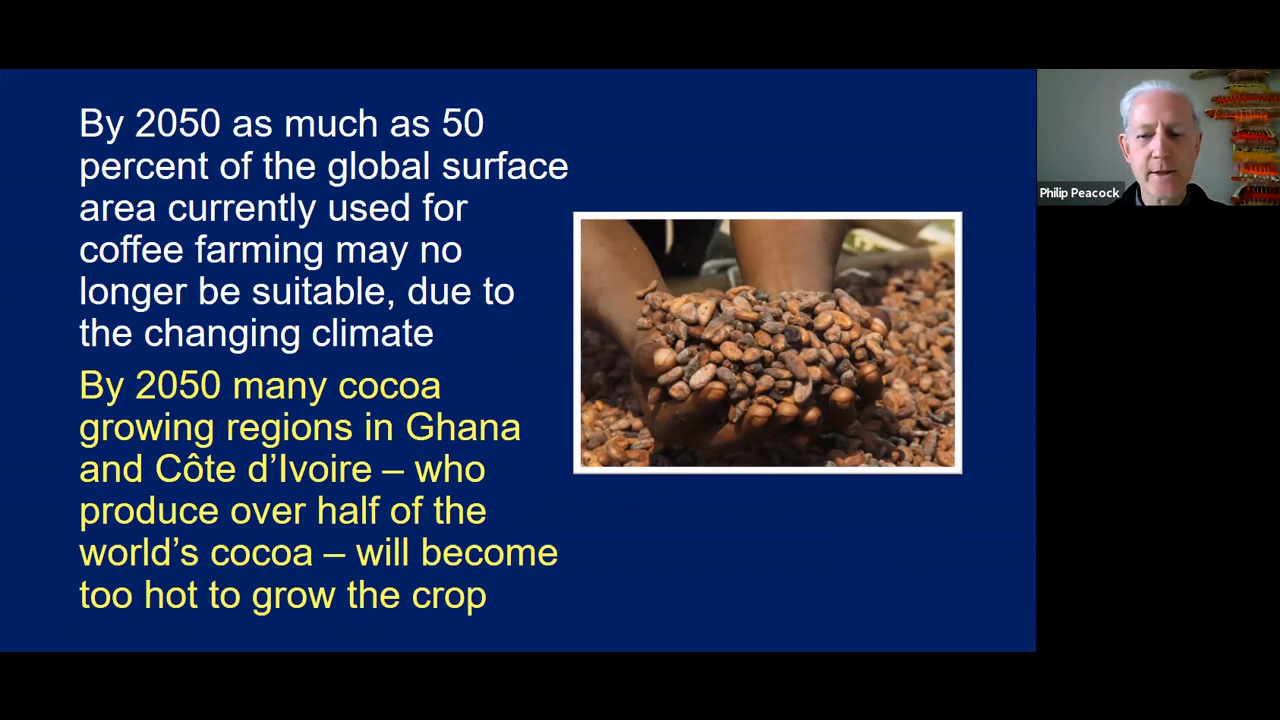 By 2050 as much as 50
percent of the global surface
area currently used for
coffee farming may no
longer be suitable, due to
the changing climate
By 2050 many cocoa
growing regions in Ghana
and Côte d’Ivoire – who
produce over half of the
world’s cocoa – will become
too hot to grow the crop
Philip Peacock